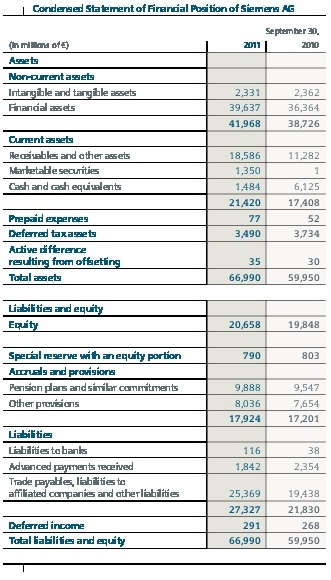 Condensed Statement of Financial Position of Siemens AG
September 30,
(in millions of €) 2011 2010
Assets
Non-current assets
Intangible and tangible assets 2,331 2,362
Financial assets 39,637 36,364
41,968 38,726
Current assets
Receivables and other assets 18,586 11,282
Marketable securities 1,350 1
Cash and cash equivalents 1,484 6,125
21,420 17,408
Prepaid expenses 77 52
Deferred tax assets 3,490 3,734
Active difference
resulting from offsetting 35 30
Total assets 66,990 59,950
Liabilities and equity
Equity 20,658 19,848
Special reserve with an equity portion 790 803
Accruals and provisions
Pension plans and similar commitments 9,888 9,547
Other provisions 8,036 7,654
17,924 17,201
Liabilities
Liabilities to banks 116 38
Advanced payments received 1,842 2,354
Trade payables, liabilities to
affiliated companies and other liabilities 25,369 19,438
27,327 21,830
Deferred income 291 268
Total liabilities and equity 66,990 59,950